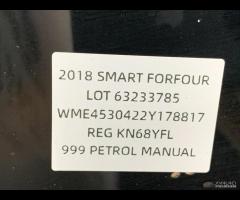 2018 SMART FORFOUR
LOT 63233785
WME4530422Y178817
REG KN68YFL
999 PETROL MANUAL